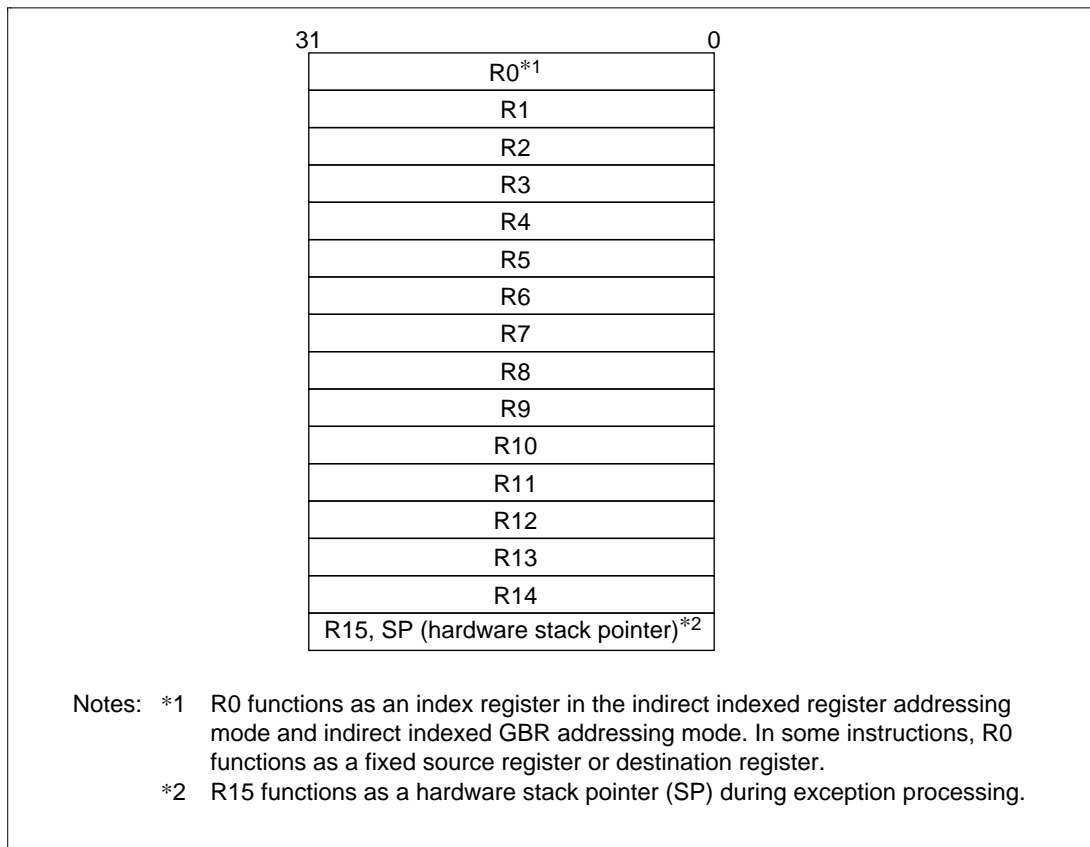 31 0
R0*1
R1
R2
R3
R4
R5
R6
R7
R8
R9
R10
R11
R12
R13
R14
R15, SP (hardware stack pointer)*2
Notes: *1 R0 functions as an index register in the indirect indexed register addressing
mode and indirect indexed GBR addressing mode. In some instructions, R0
functions as a fixed source register or destination register.
*2 R15 functions as a hardware stack pointer (SP) during exception processing.